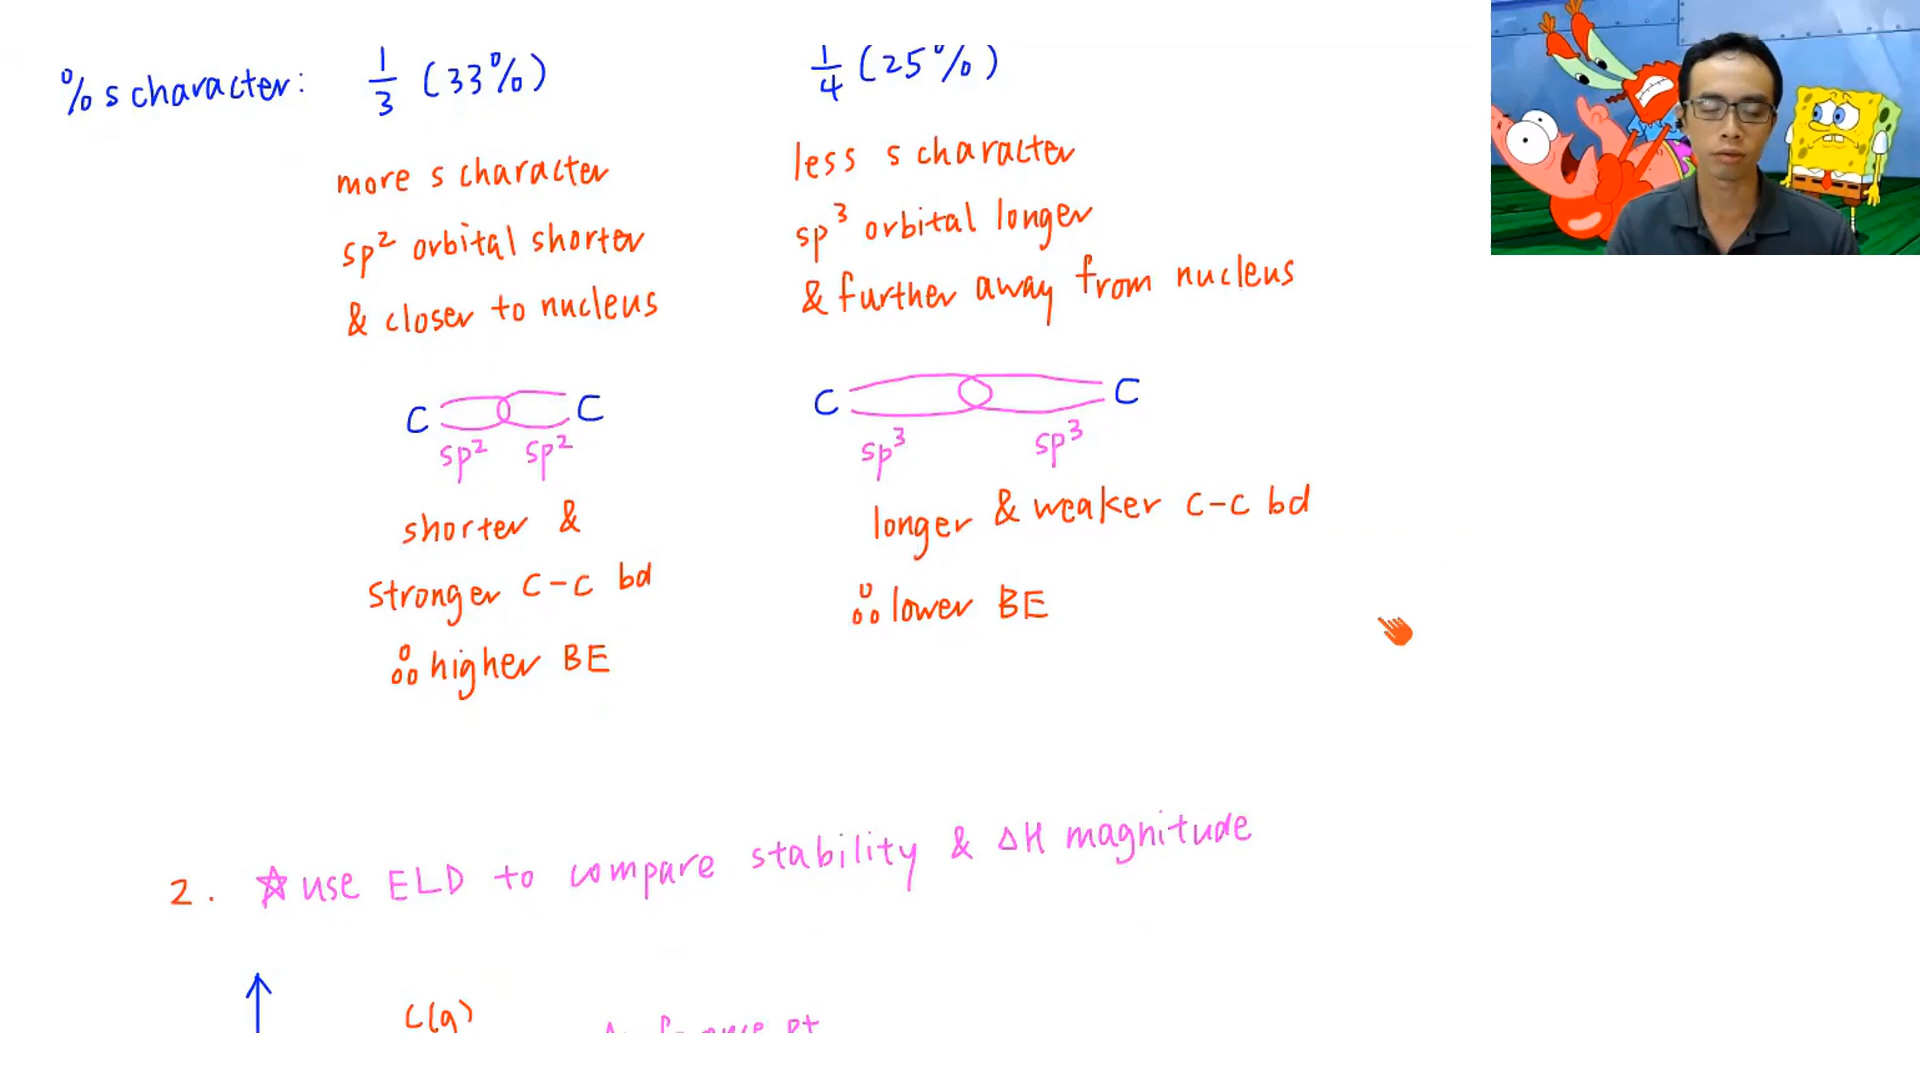 % s character: 1/3 (33%)
1/4 (25%)
more s character
sp² orbital shorter
& closer to nucleus
less s character
sp³ orbital longer
& further away from nucleus
C C
sp² sp²
C C
sp³ sp³
shorter &
stronger C-C bd
∴ higher BE
longer & weaker C-C bd
∴ lower BE
2. ☆ use ELD to compare stability & ΔH magnitude
C(g)
pt